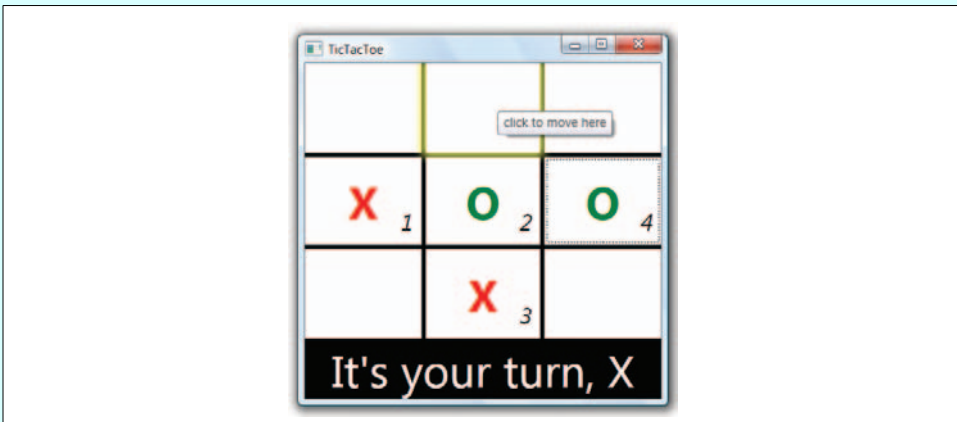 TicTacToe
click to move here
X 1 O 2 O 4
X 3
It's your turn, X